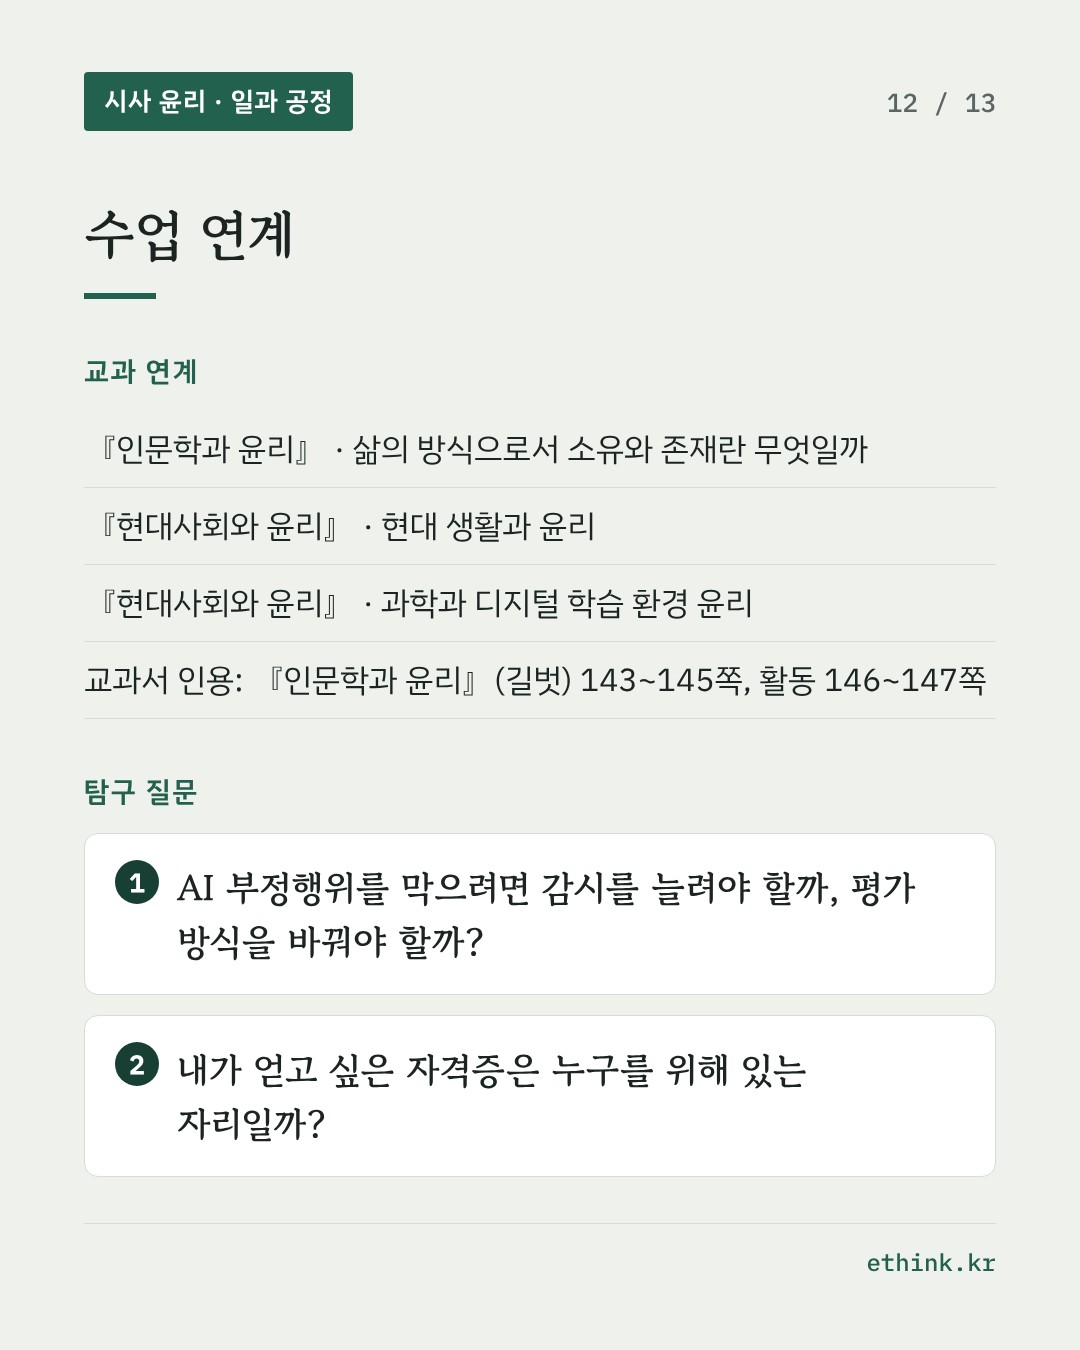 시사 윤리 · 일과 공정
12 / 13
수업 연계
교과 연계
『인문학과 윤리』 · 삶의 방식으로서 소유와 존재란 무엇일까
『현대사회와 윤리』 · 현대 생활과 윤리
『현대사회와 윤리』 · 과학과 디지털 학습 환경 윤리
교과서 인용: 『인문학과 윤리』(길벗) 143~145쪽, 활동 146~147쪽
탐구 질문
1 AI 부정행위를 막으려면 감시를 늘려야 할까, 평가
방식을 바꿔야 할까?
2 내가 얻고 싶은 자격증은 누구를 위해 있는
자리일까?
ethink.kr